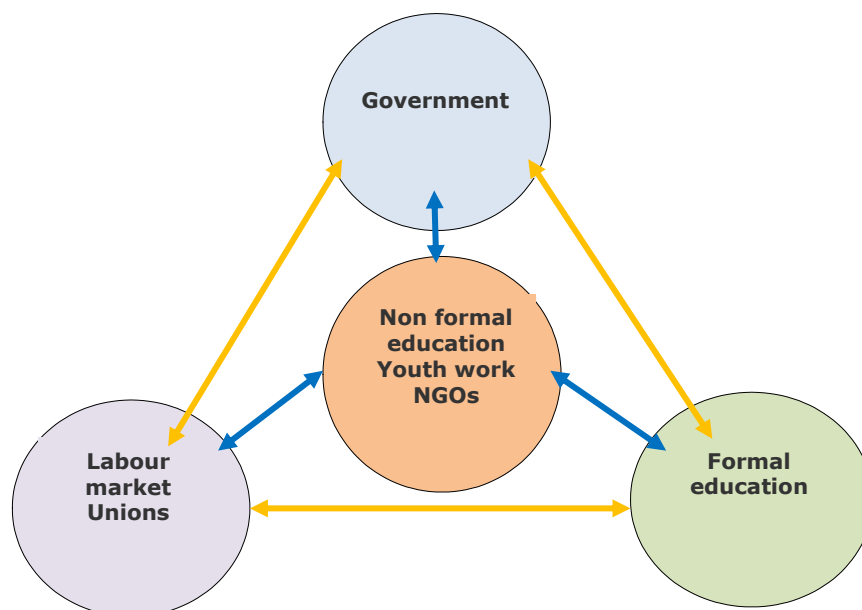 Government
Non formal
education
Youth work
NGOs
Labour
market
Unions
Formal
education